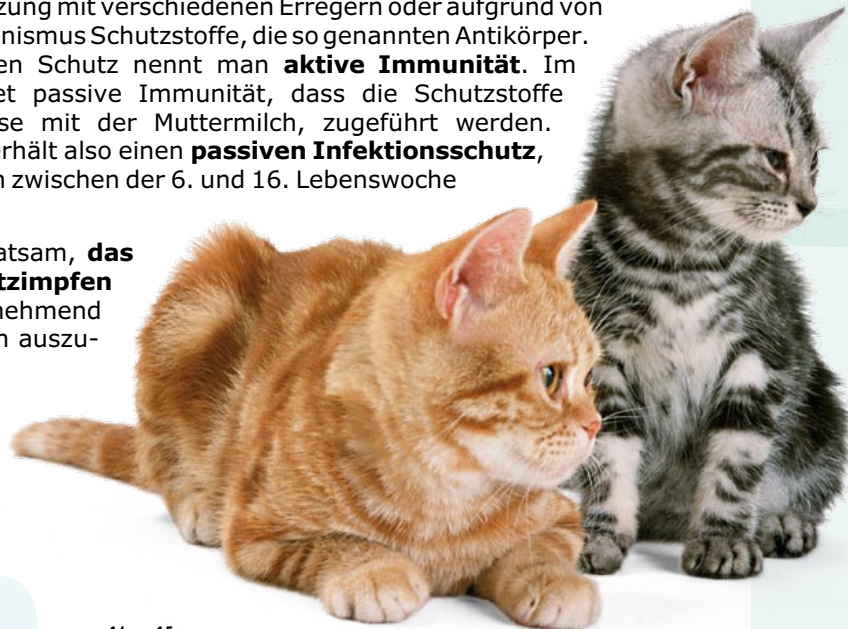 zung mit verschiedenen Erregern oder aufgrund von
nismus Schutzstoffe, die so genannten Antikörper.
en Schutz nennt man aktive Immunität. Im
et passive Immunität, dass die Schutzstoffe
se mit der Muttermilch, zugeführt werden.
erhält also einen passiven Infektionsschutz,
zwischen der 6. und 16. Lebenswoche
atsam, das
tzimpfen
nehmend
auszu-